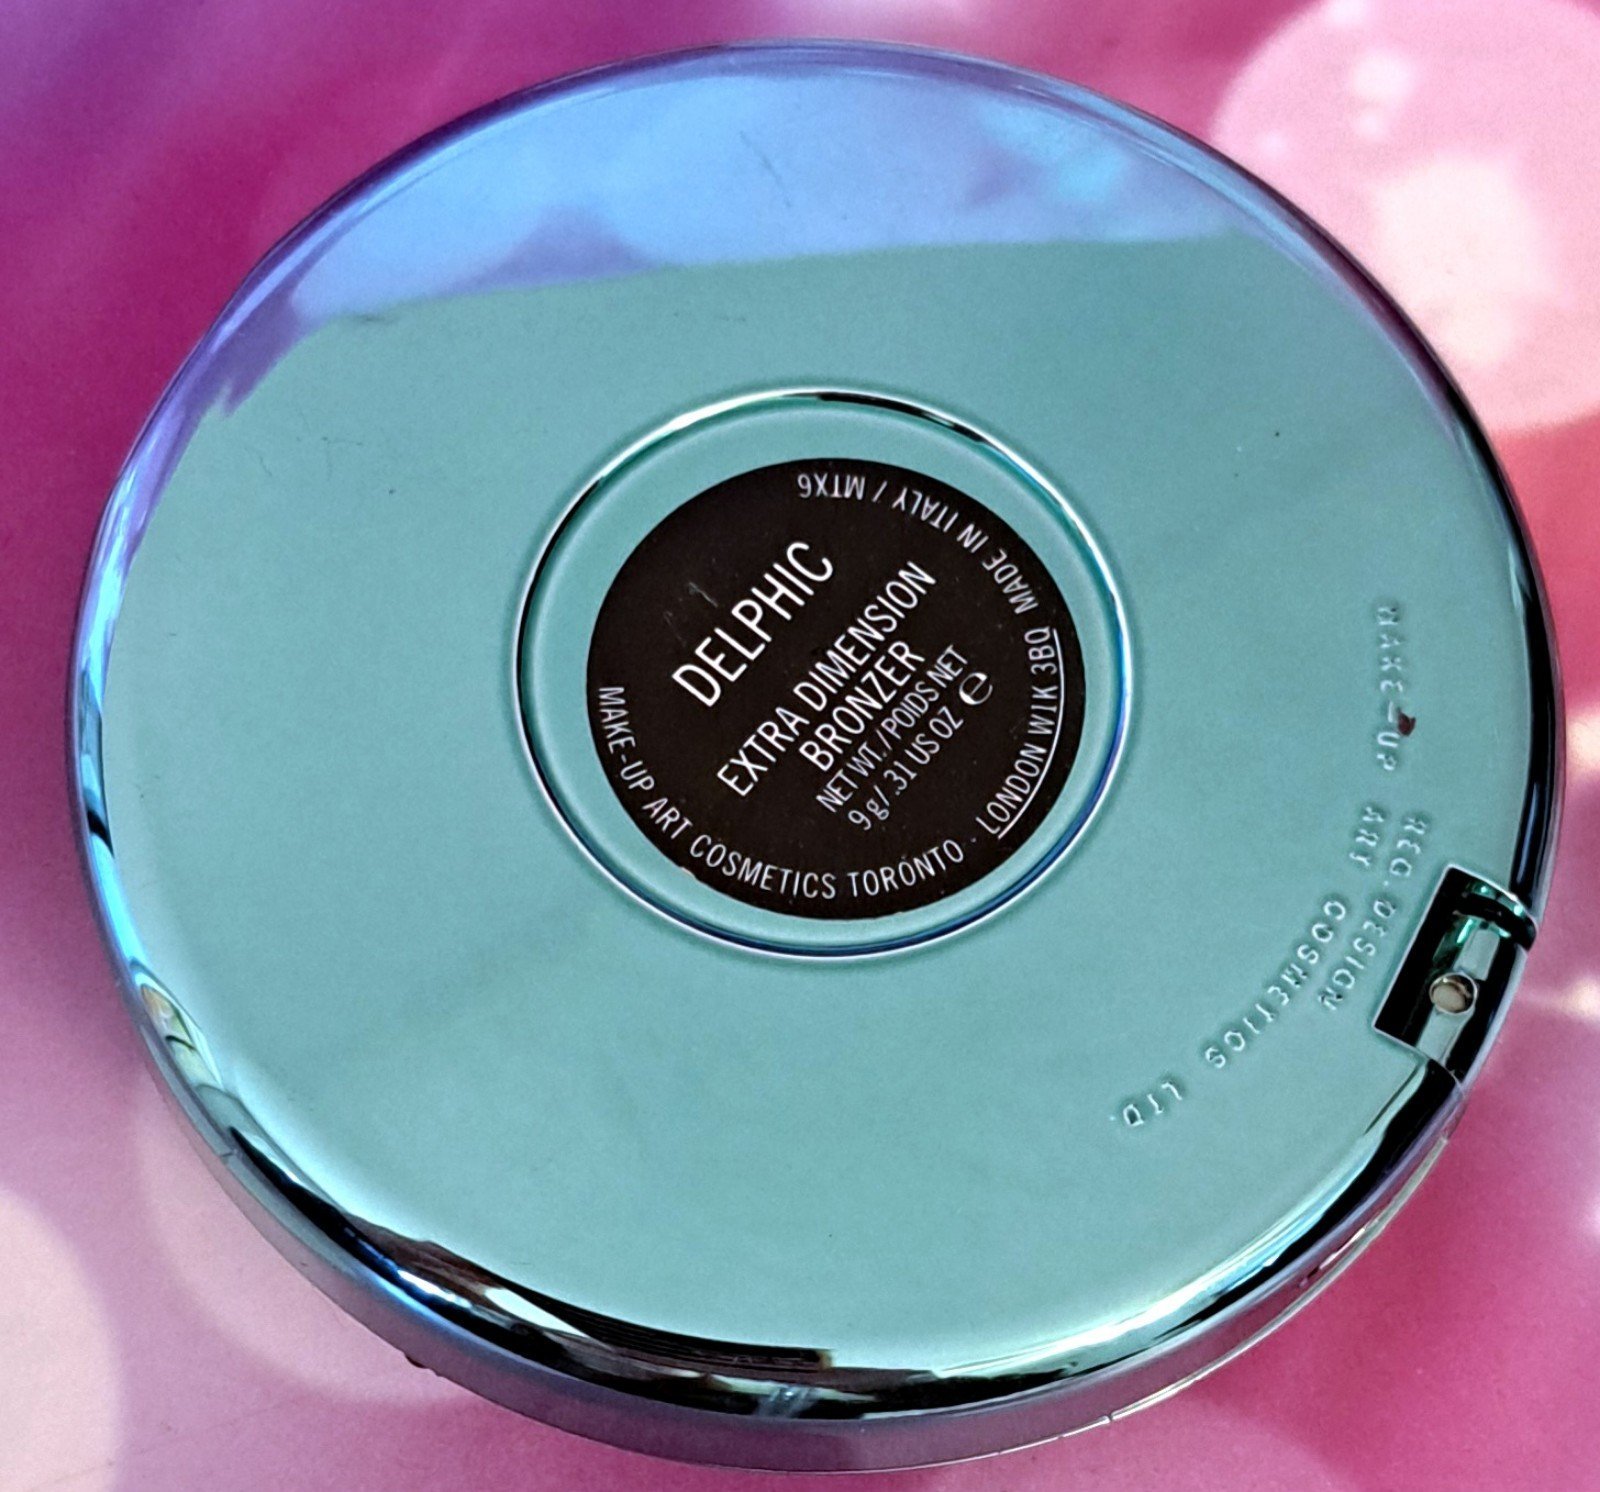 DELPHIC
EXTRA DIMENSION
BRONZER
NET WT./POIDS NET
9 g/ .31 US OZ ℮
MAKE-UP ART COSMETICS TORONTO · LONDON W1K 3BQ MADE IN ITALY / MTX6
MAKE-UP ART COSMETICS LTD.
REG. DESIGN